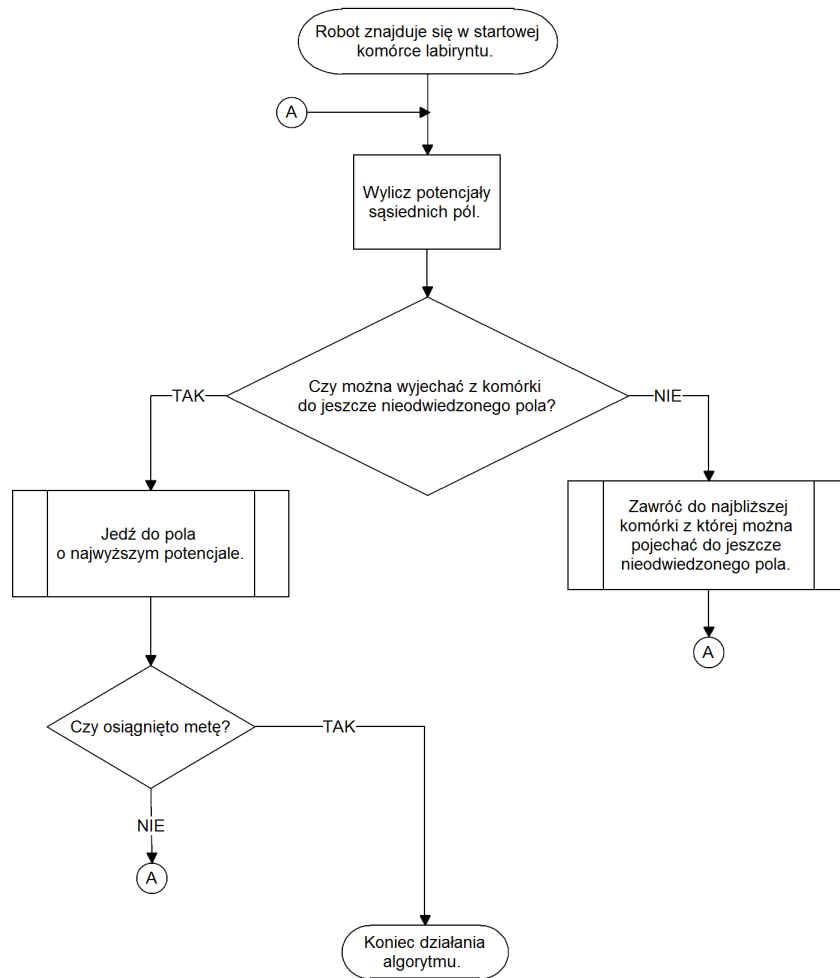 Robot znajduje się w startowej
komórce labiryntu.
A
Wylicz potencjały
sąsiednich pól.
Czy można wyjechać z komórki
do jeszcze nieodwiedzonego pola?
TAK
NIE
Jedź do pola
o najwyższym potencjale.
Zawróć do najbliższej
komórki z której można
pojechać do jeszcze
nieodwiedzonego pola.
A
Czy osiągnięto metę?
TAK
NIE
A
Koniec działania
algorytmu.